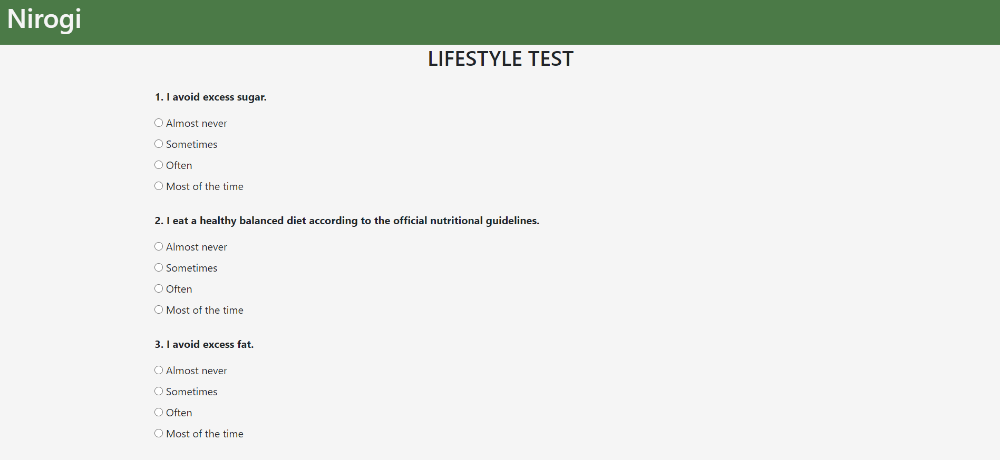 Nirogi
LIFESTYLE TEST
1. I avoid excess sugar.
Almost never
Sometimes
Often
Most of the time
2. I eat a healthy balanced diet according to the official nutritional guidelines.
Almost never
Sometimes
Often
Most of the time
3. I avoid excess fat.
Almost never
Sometimes
Often
Most of the time